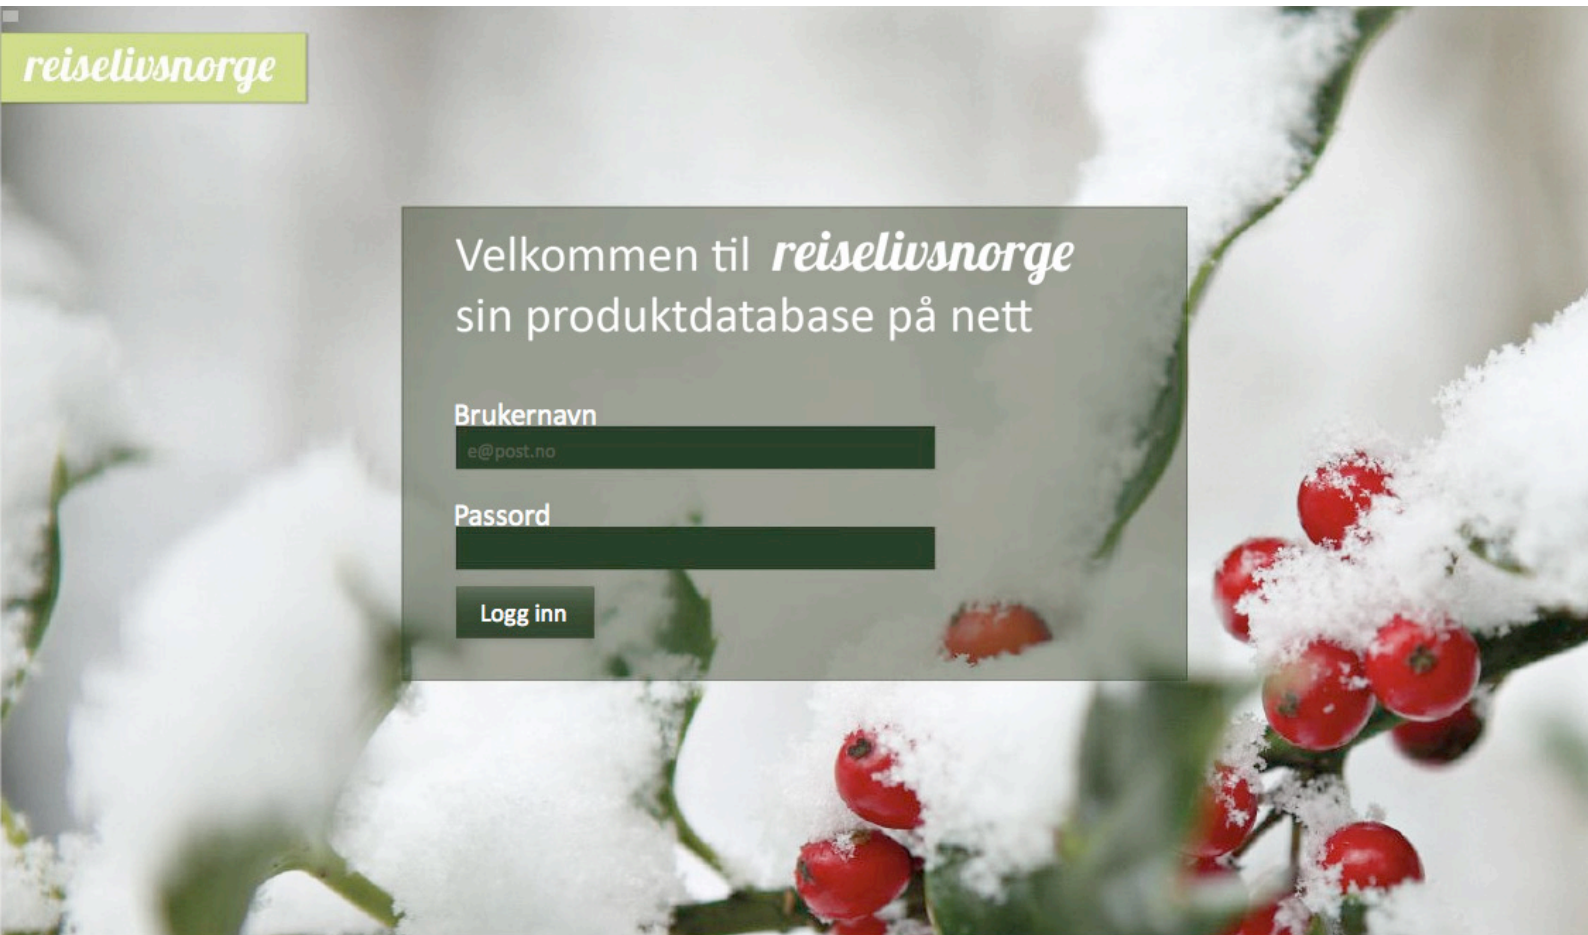 reiselivsnorge
Velkommen til reiselivsnorge
sin produktdatabase på nett
Brukernavn
e@post.no
Passord
Logg inn